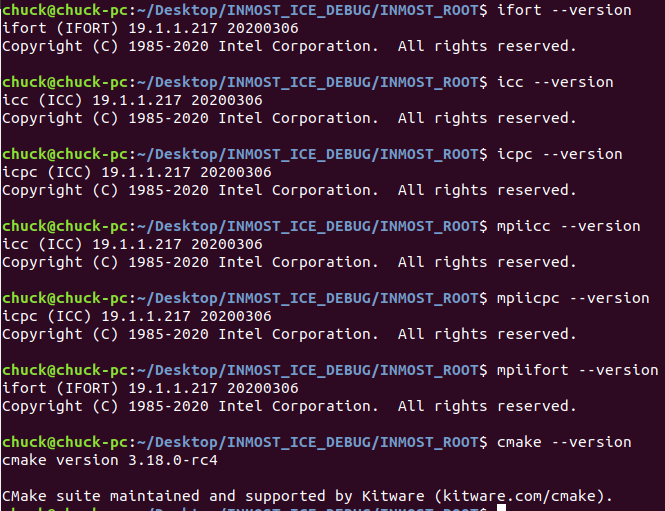 chuck@chuck-pc:~/Desktop/INMOST_ICE_DEBUG/INMOST_ROOT$ ifort --version
ifort (IFORT) 19.1.1.217 20200306
Copyright (C) 1985-2020 Intel Corporation.  All rights reserved.
chuck@chuck-pc:~/Desktop/INMOST_ICE_DEBUG/INMOST_ROOT$ icc --version
icc (ICC) 19.1.1.217 20200306
Copyright (C) 1985-2020 Intel Corporation.  All rights reserved.
chuck@chuck-pc:~/Desktop/INMOST_ICE_DEBUG/INMOST_ROOT$ icpc --version
icpc (ICC) 19.1.1.217 20200306
Copyright (C) 1985-2020 Intel Corporation.  All rights reserved.
chuck@chuck-pc:~/Desktop/INMOST_ICE_DEBUG/INMOST_ROOT$ mpiicc --version
icc (ICC) 19.1.1.217 20200306
Copyright (C) 1985-2020 Intel Corporation.  All rights reserved.
chuck@chuck-pc:~/Desktop/INMOST_ICE_DEBUG/INMOST_ROOT$ mpiicpc --version
icpc (ICC) 19.1.1.217 20200306
Copyright (C) 1985-2020 Intel Corporation.  All rights reserved.
chuck@chuck-pc:~/Desktop/INMOST_ICE_DEBUG/INMOST_ROOT$ mpiifort --version
ifort (IFORT) 19.1.1.217 20200306
Copyright (C) 1985-2020 Intel Corporation.  All rights reserved.
chuck@chuck-pc:~/Desktop/INMOST_ICE_DEBUG/INMOST_ROOT$ cmake --version
cmake version 3.18.0-rc4
CMake suite maintained and supported by Kitware (kitware.com/cmake).